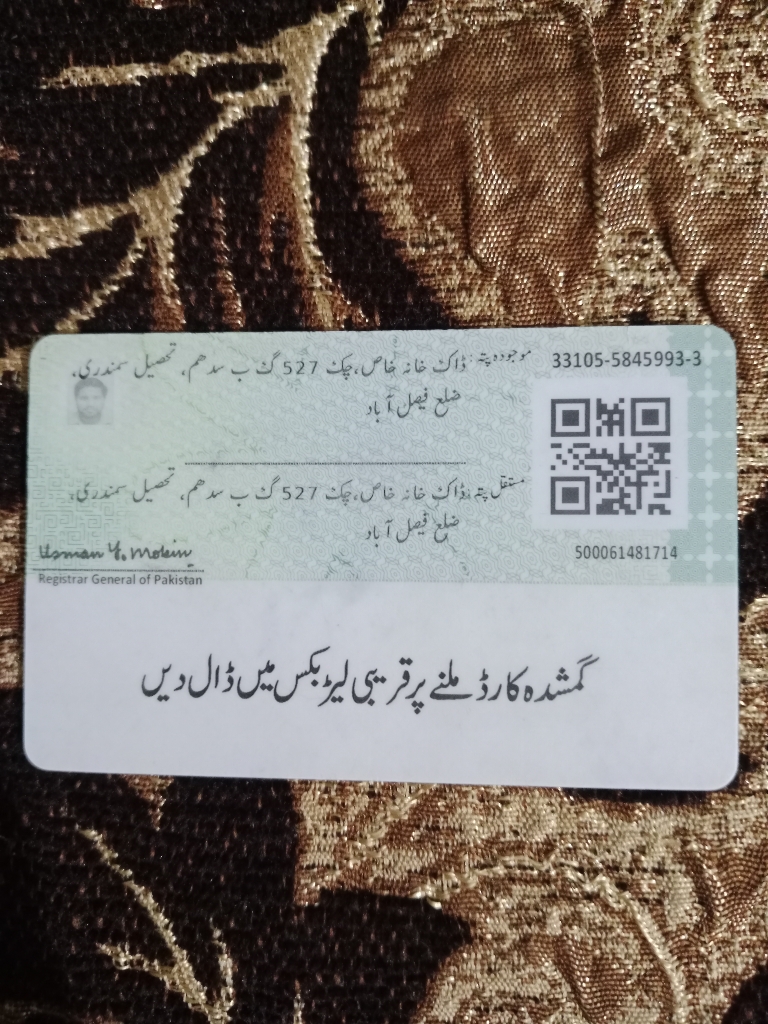 33105-5845993-3
موجودہ پتہ: ڈاک خانہ خاص، چک 527 گ ب سدھم، تحصیل سمندری،
ضلع فیصل آباد
مستقل پتہ: ڈاک خانہ خاص، چک 527 گ ب سدھم، تحصیل سمندری،
ضلع فیصل آباد
500061481714
Usman Y. Mobin
Registrar General of Pakistan
گمشدہ کارڈ ملنے پر قریبی لیٹر بکس میں ڈال دیں